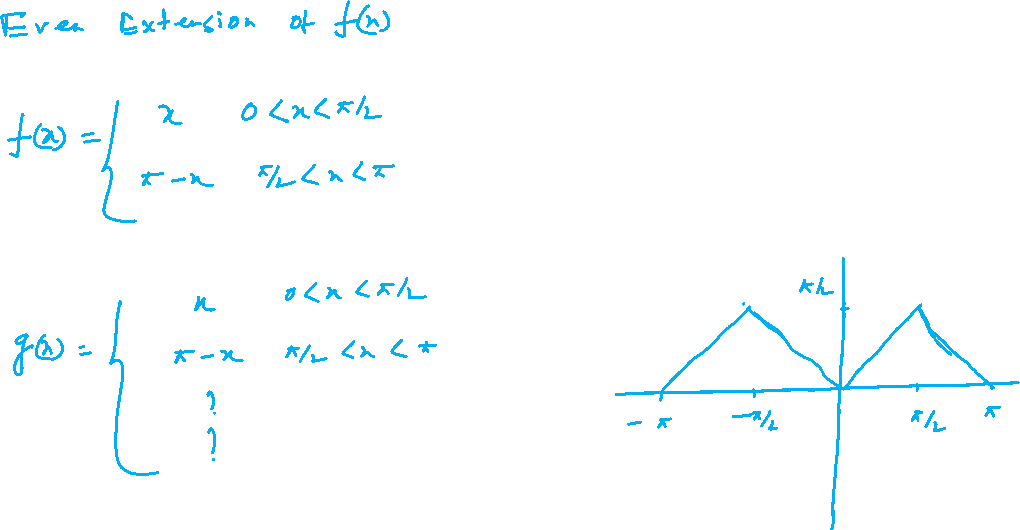 Even Extension of f(x)
f(x) = { x 0 < x < π/2
π - x π/2 < x < π
g(x) = { x 0 < x < π/2
π - x π/2 < x < π
?
?
π/2
- π -π/2 π/2 π